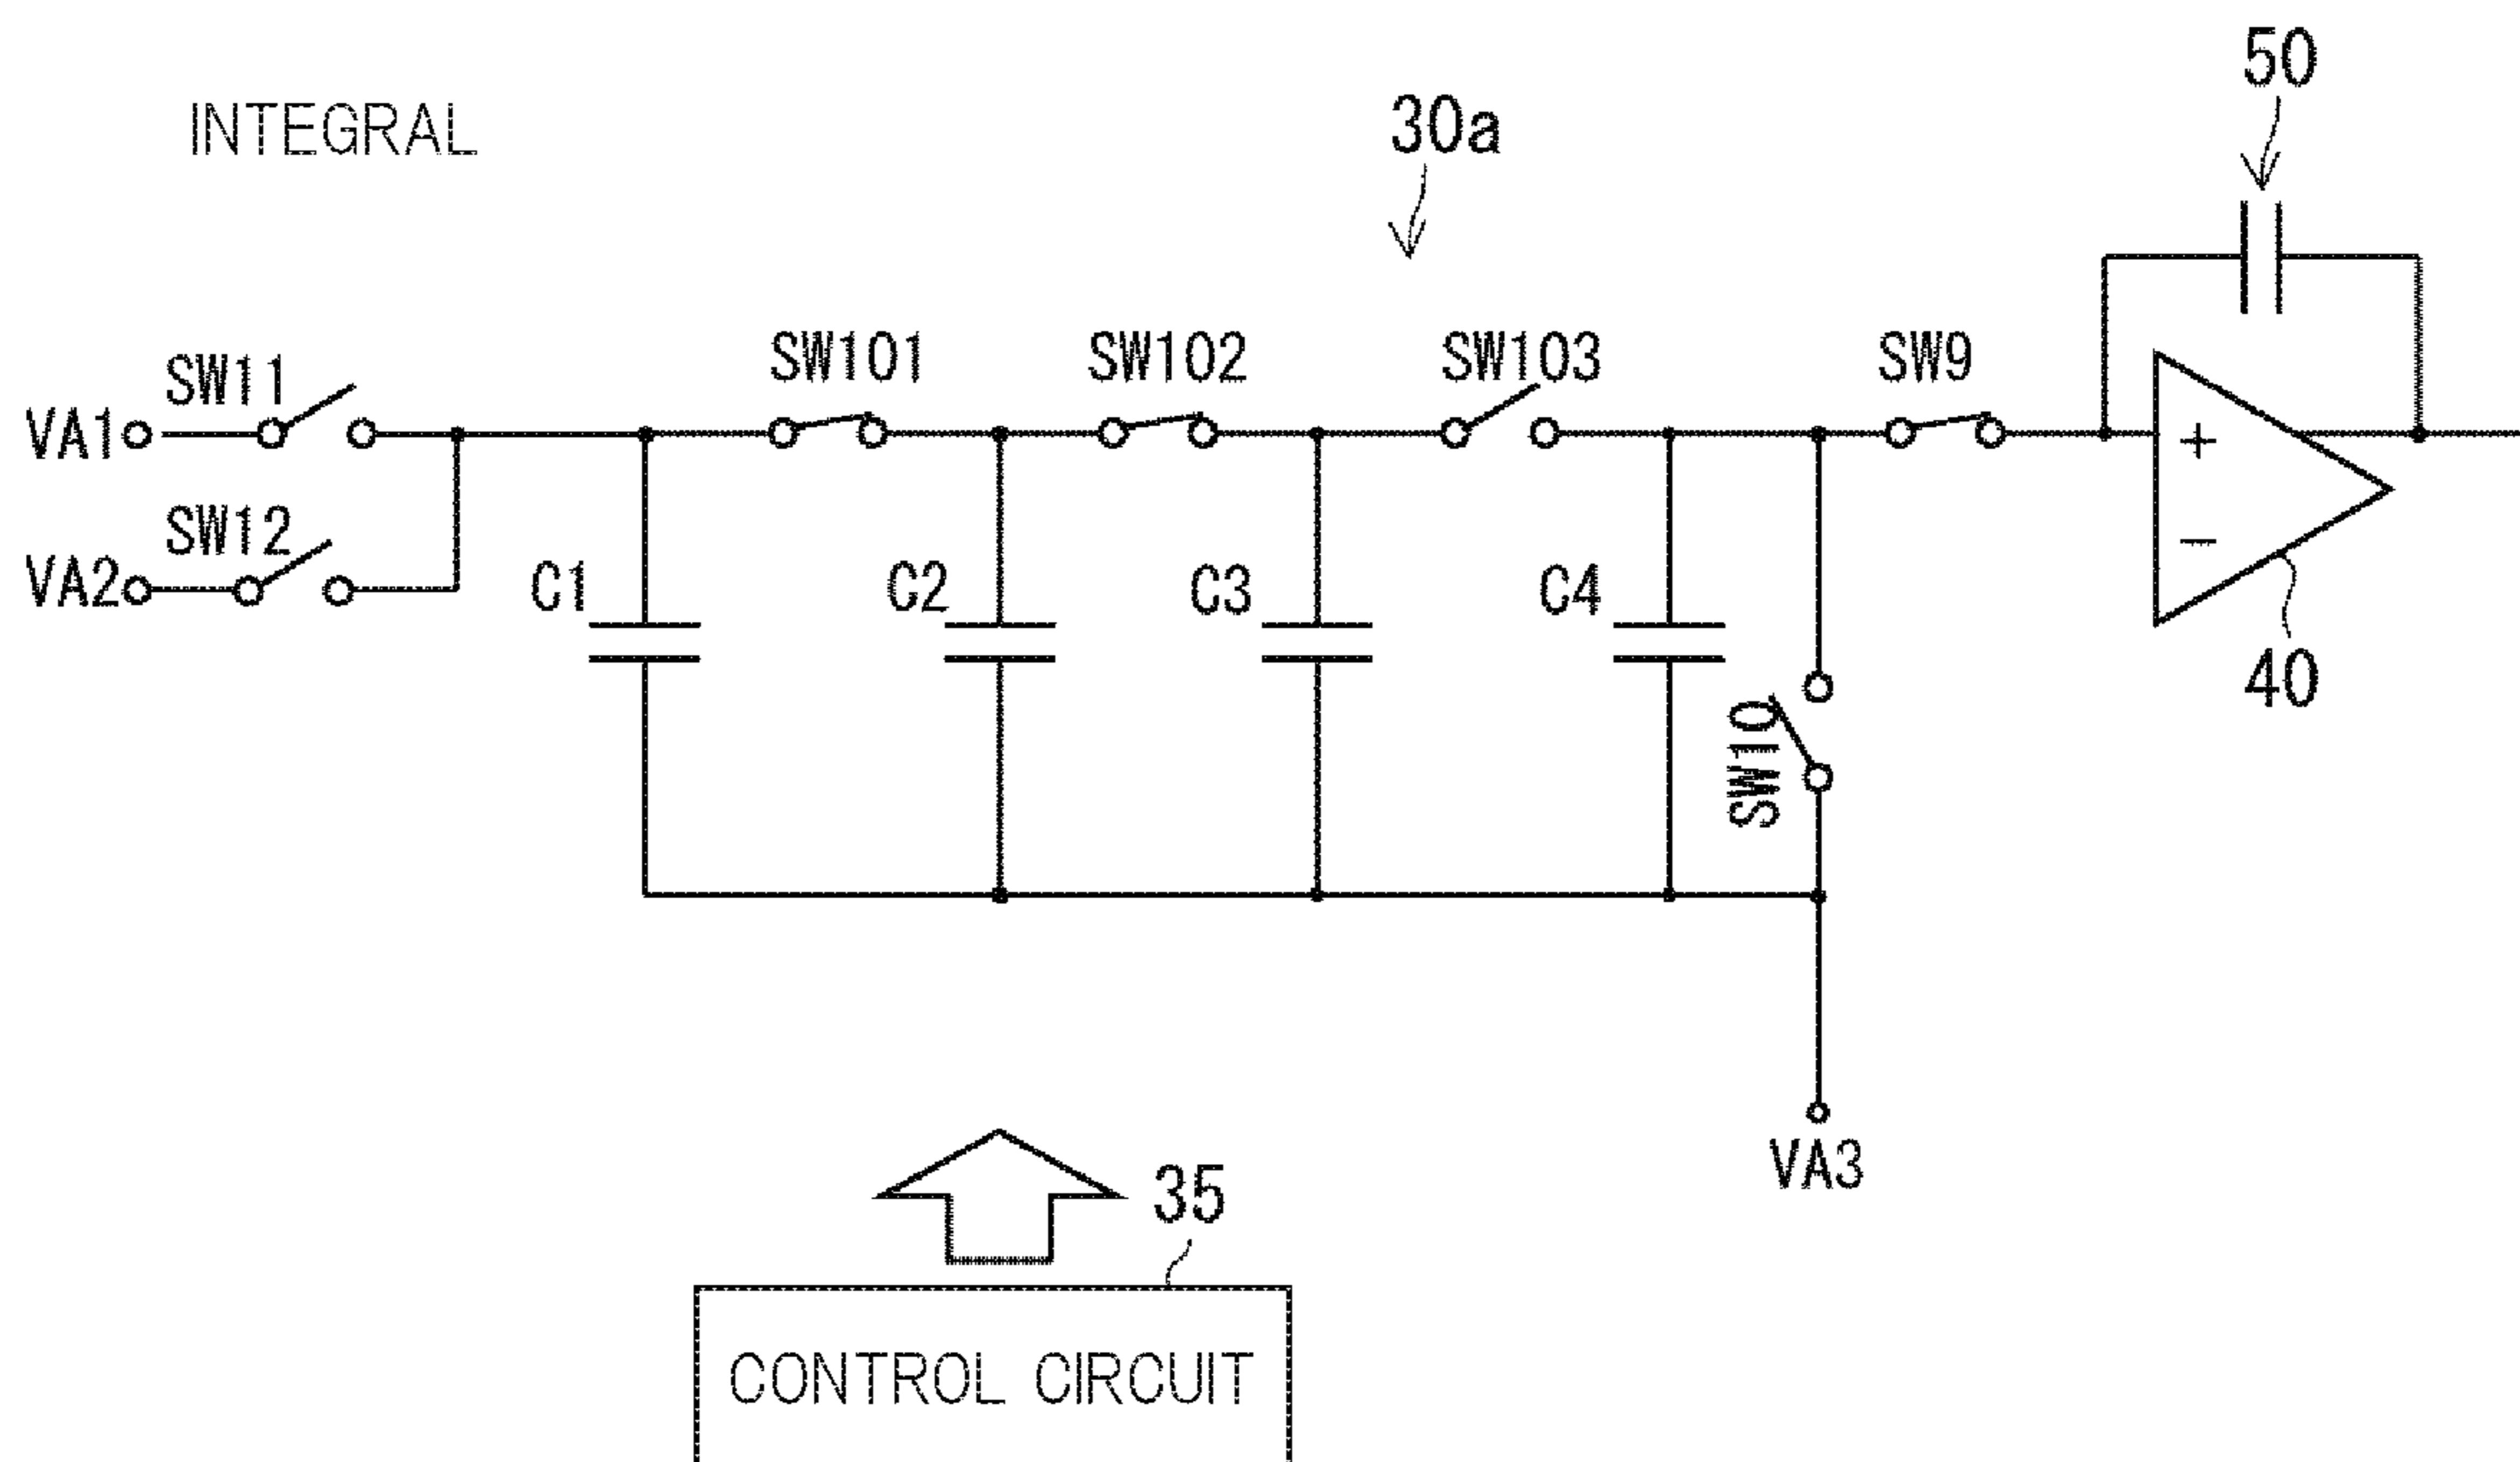 50
INTEGRAL
30a
SW101
SW102
SW103
SW9
SW11
VA1
+
SW12
VA2
C1
C2
C3
C4
−
40
SW10
VA3
35
CONTROL CIRCUIT